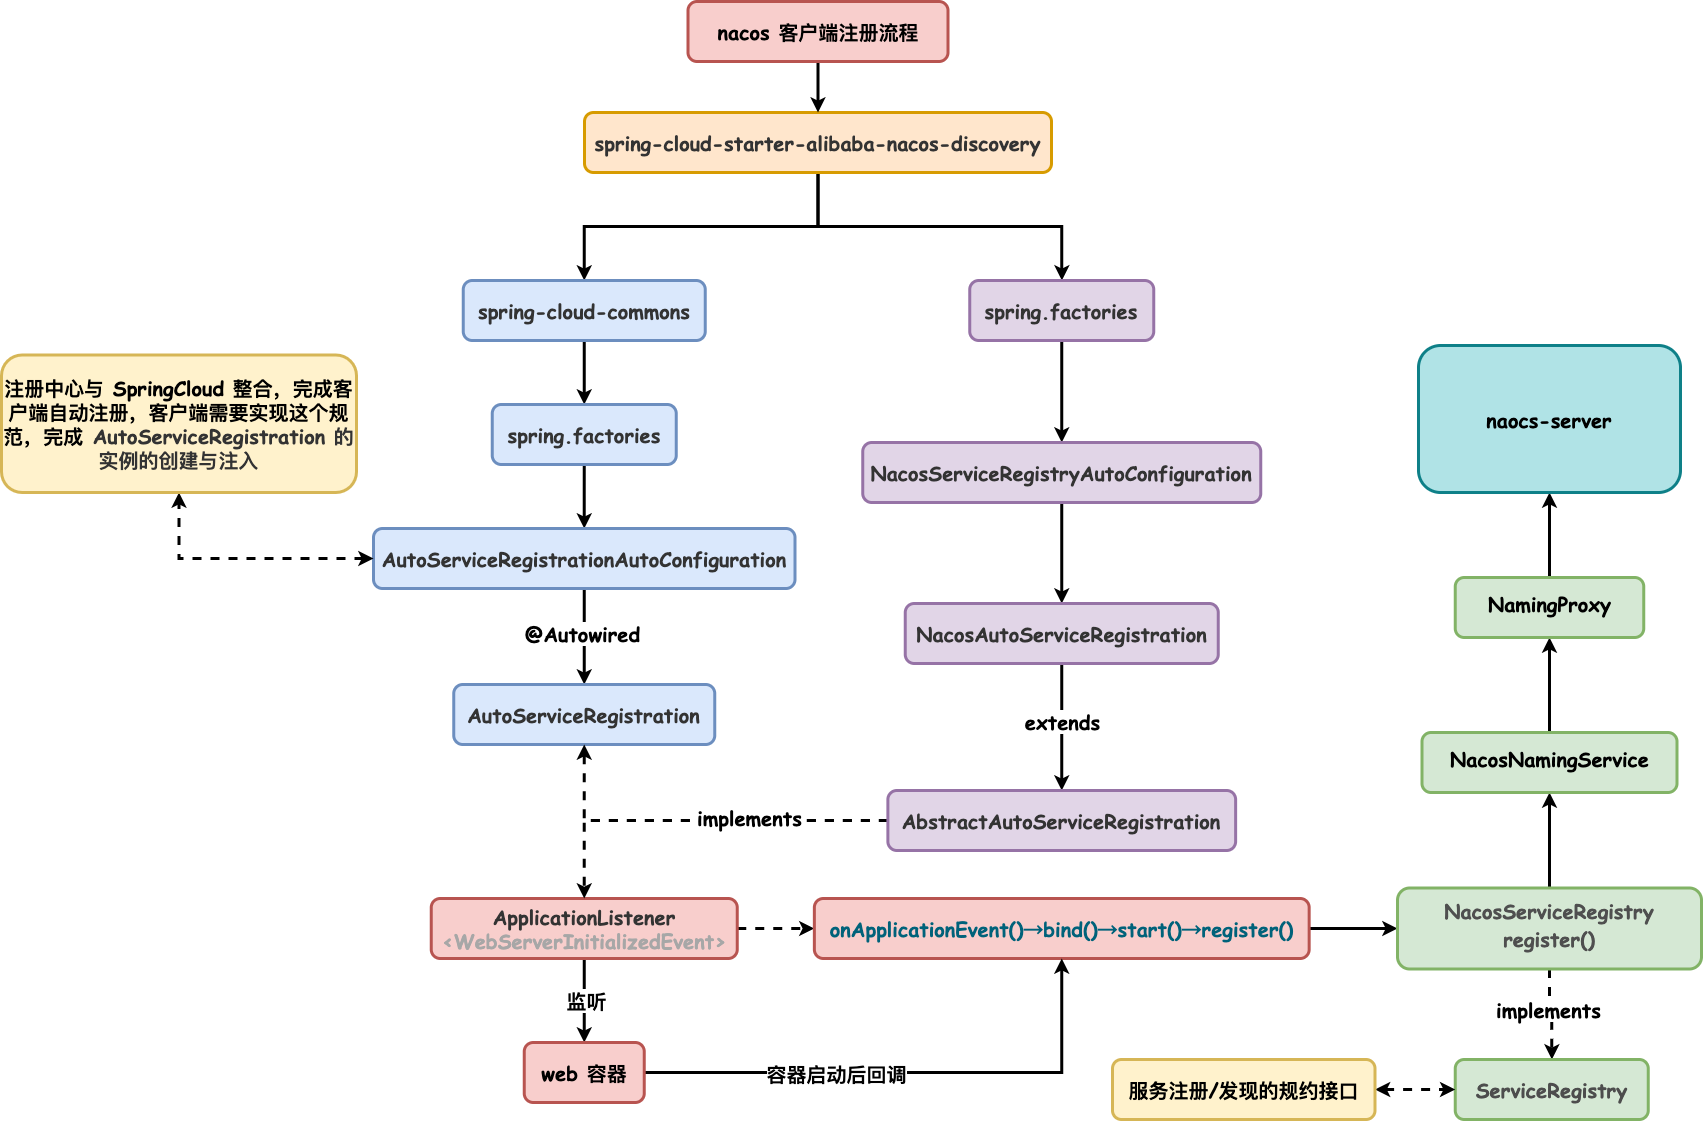 nacos 客户端注册流程
spring-cloud-starter-alibaba-nacos-discovery
spring-cloud-commons
spring.factories
注册中心与 SpringCloud 整合，完成客
户端自动注册，客户端需要实现这个规
范，完成 AutoServiceRegistration 的
实例的创建与注入
spring.factories
naocs-server
NacosServiceRegistryAutoConfiguration
AutoServiceRegistrationAutoConfiguration
@Autowired
NacosAutoServiceRegistration
NamingProxy
AutoServiceRegistration
extends
NacosNamingService
implements
AbstractAutoServiceRegistration
ApplicationListener
<WebServerInitializedEvent>
onApplicationEvent()→bind()→start()→register()
NacosServiceRegistry
register()
监听
implements
web 容器
容器启动后回调
服务注册/发现的规约接口
ServiceRegistry